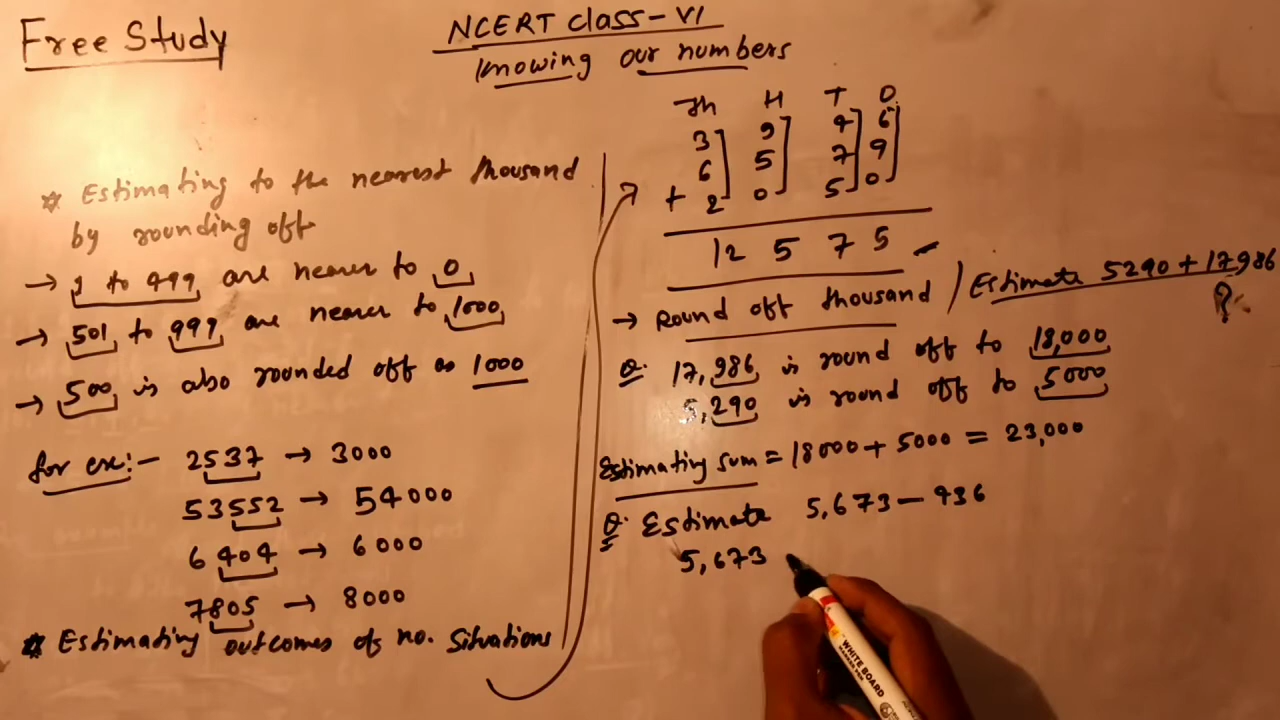 Free Study
NCERT class-VI
Knowing our numbers
* Estimating to the nearest thousand
by rounding off
→ 1 to 499 are nearer to 0
→ 501 to 999 are nearer to 1000
→ 500 is also rounded off as 1000
for ex:- 2537 → 3000
53552 → 54000
6404 → 6000
7805 → 8000
* Estimating outcomes of no. situations
Th H T O
3 9 4 6
6 5 7 9
+ 2 0 5 0
12 5 7 5
→ Round off thousand / Estimate 5290 + 17986
?
Q. 17,986 is round off to 18,000
5,290 is round off to 5000
Estimating sum = 18000 + 5000 = 23,000
Q. Estimate 5,673 - 436
5,673
WHITE BOARD
MARKER PEN